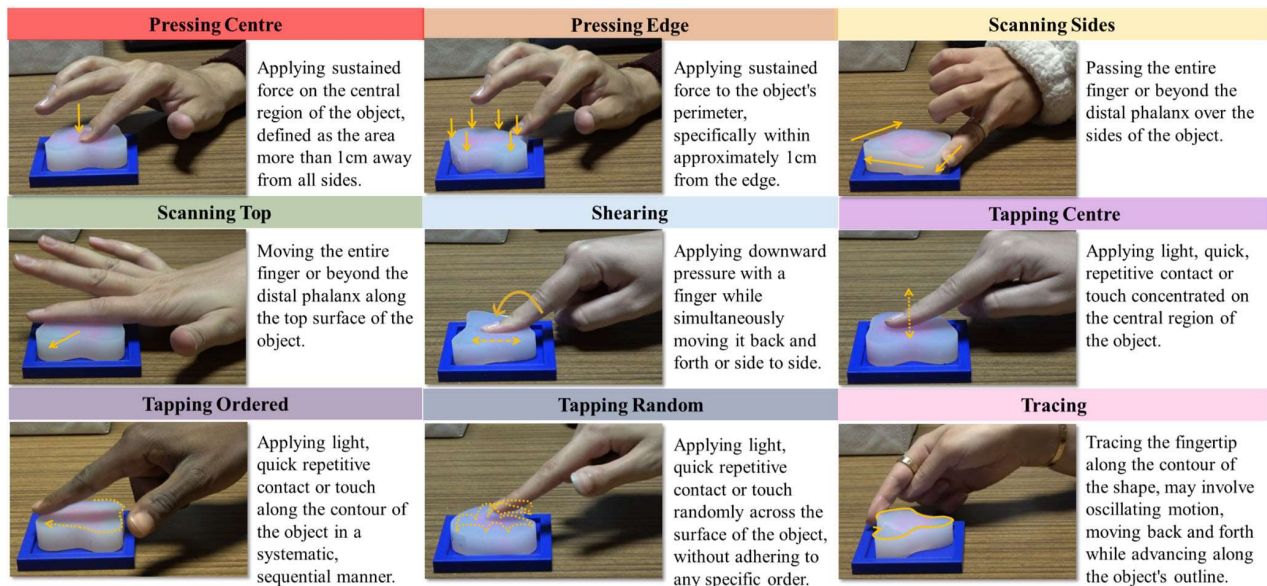 Pressing Centre
Applying sustained
force on the central
region of the object,
defined as the area
more than 1cm away
from all sides.
Pressing Edge
Applying sustained
force to the object's
perimeter,
specifically within
approximately 1cm
from the edge.
Scanning Sides
Passing the entire
finger or beyond the
distal phalanx over the
sides of the object.
Scanning Top
Moving the entire
finger or beyond the
distal phalanx along
the top surface of the
object.
Shearing
Applying downward
pressure with a
finger while
simultaneously
moving it back and
forth or side to side.
Tapping Centre
Applying light, quick,
repetitive contact or
touch concentrated on
the central region of
the object.
Tapping Ordered
Applying light,
quick repetitive
contact or touch
along the contour of
the object in a
systematic,
sequential manner.
Tapping Random
Applying light,
quick repetitive
contact or touch
randomly across the
surface of the object,
without adhering to
any specific order.
Tracing
Tracing the fingertip
along the contour of
the shape, may involve
oscillating motion,
moving back and forth
while advancing along
the object's outline.